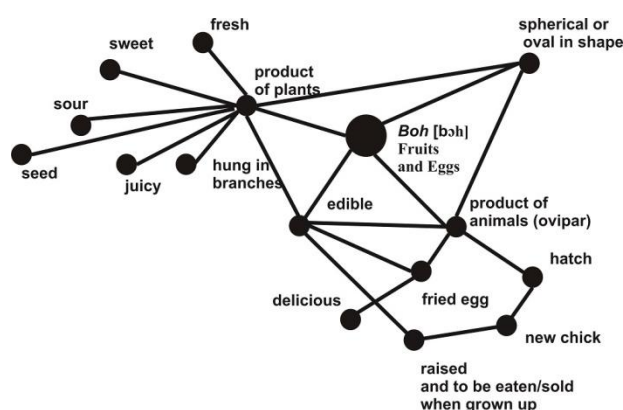 fresh
spherical or
oval in shape
sweet
product
of plants
sour
Boh [bɔh]
Fruits
and Eggs
seed
juicy
hung in
branches
edible
product of
animals (ovipar)
hatch
delicious
fried egg
new chick
raised
and to be eaten/sold
when grown up